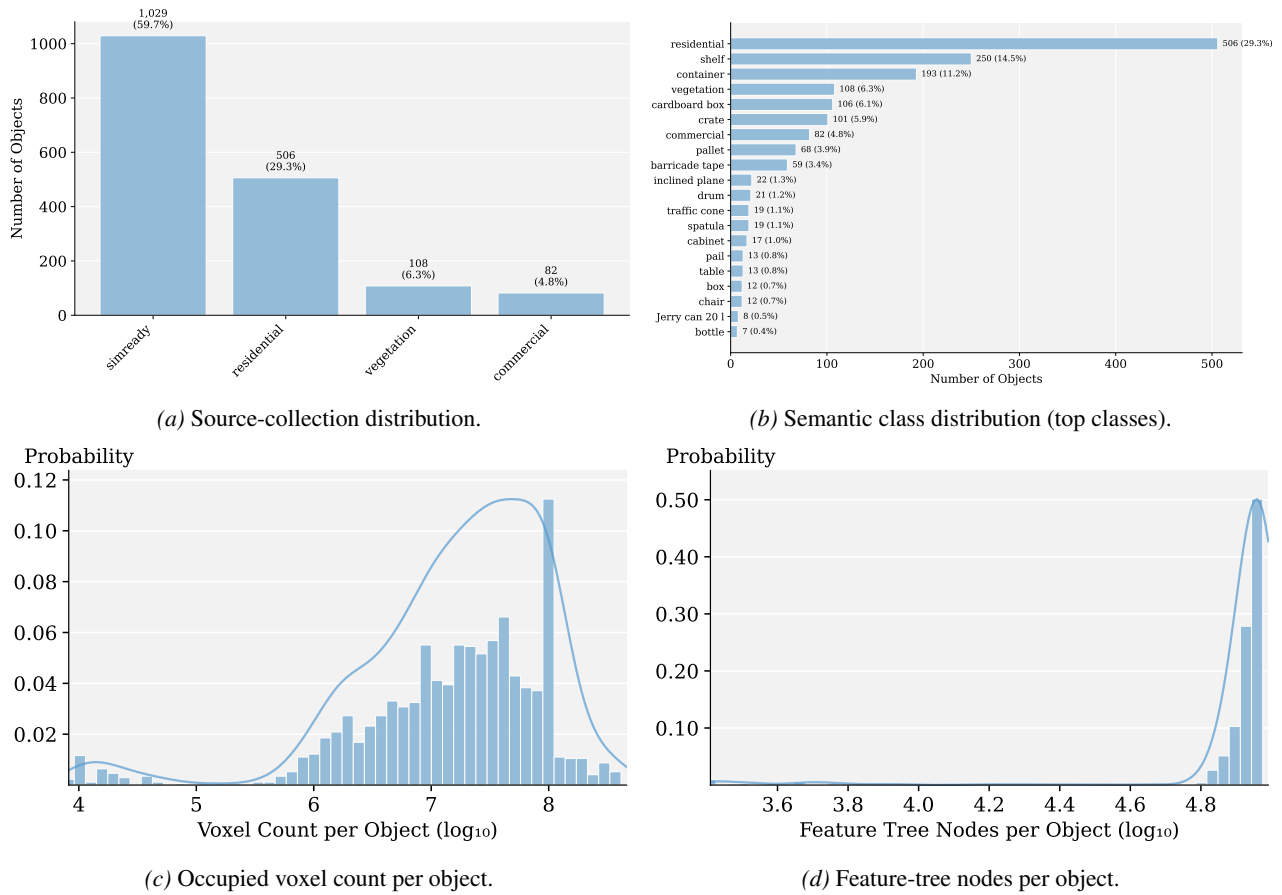 1,029
(59.7%)
1000
800
600
400
200
0
Number of Objects
506
(29.3%)
108
(6.3%)
82
(4.8%)
simready
residential
vegetation
commercial
(a) Source-collection distribution.
residential 506 (29.3%)
shelf 250 (14.5%)
container 193 (11.2%)
vegetation 108 (6.3%)
cardboard box 106 (6.1%)
crate 101 (5.9%)
commercial 82 (4.8%)
pallet 68 (3.9%)
barricade tape 59 (3.4%)
inclined plane 22 (1.3%)
drum 21 (1.2%)
traffic cone 19 (1.1%)
spatula 19 (1.1%)
cabinet 17 (1.0%)
pail 13 (0.8%)
table 13 (0.8%)
box 12 (0.7%)
chair 12 (0.7%)
Jerry can 20 l 8 (0.5%)
bottle 7 (0.4%)
0 100 200 300 400 500
Number of Objects
(b) Semantic class distribution (top classes).
Probability
0.12
0.10
0.08
0.06
0.04
0.02
4 5 6 7 8
Voxel Count per Object (log₁₀)
(c) Occupied voxel count per object.
Probability
0.50
0.40
0.30
0.20
0.10
3.6 3.8 4.0 4.2 4.4 4.6 4.8
Feature Tree Nodes per Object (log₁₀)
(d) Feature-tree nodes per object.